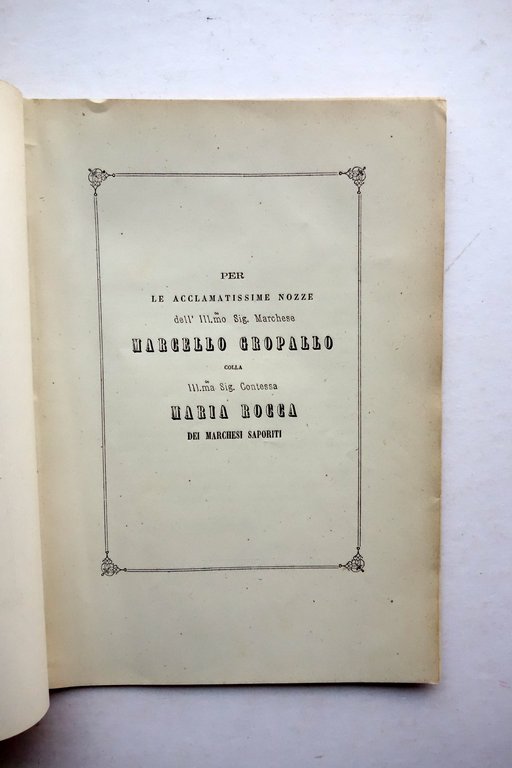 PER
LE ACCLAMATISSIME NOZZE
dell' Ill.mo Sig. Marchese
MARCELLO GROPALLO
COLLA
Ill.ma Sig. Contessa
MARIA ROCCA
DEI MARCHESI SAPORITI